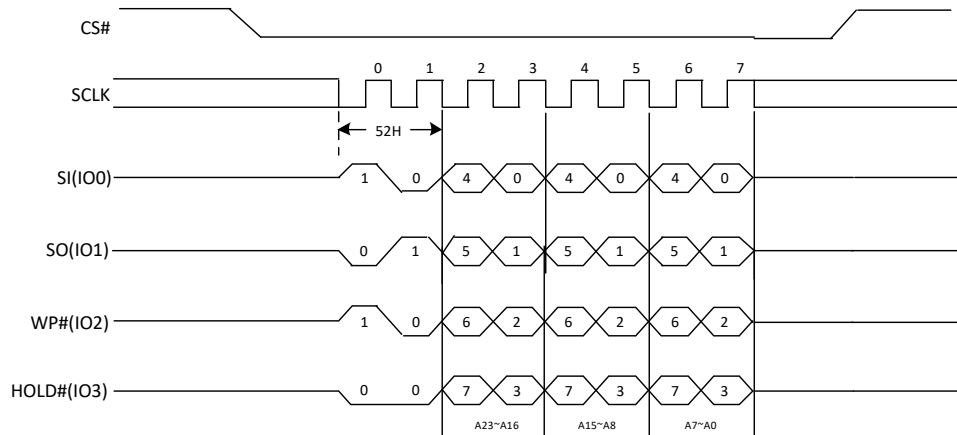 CS#
0 1 2 3 4 5 6 7
SCLK
52H
SI(IO0) 1 0 4 0 4 0 4 0
SO(IO1) 0 1 5 1 5 1 5 1
WP#(IO2) 1 0 6 2 6 2 6 2
HOLD#(IO3) 0 0 7 3 7 3 7 3
A23~A16 A15~A8 A7~A0